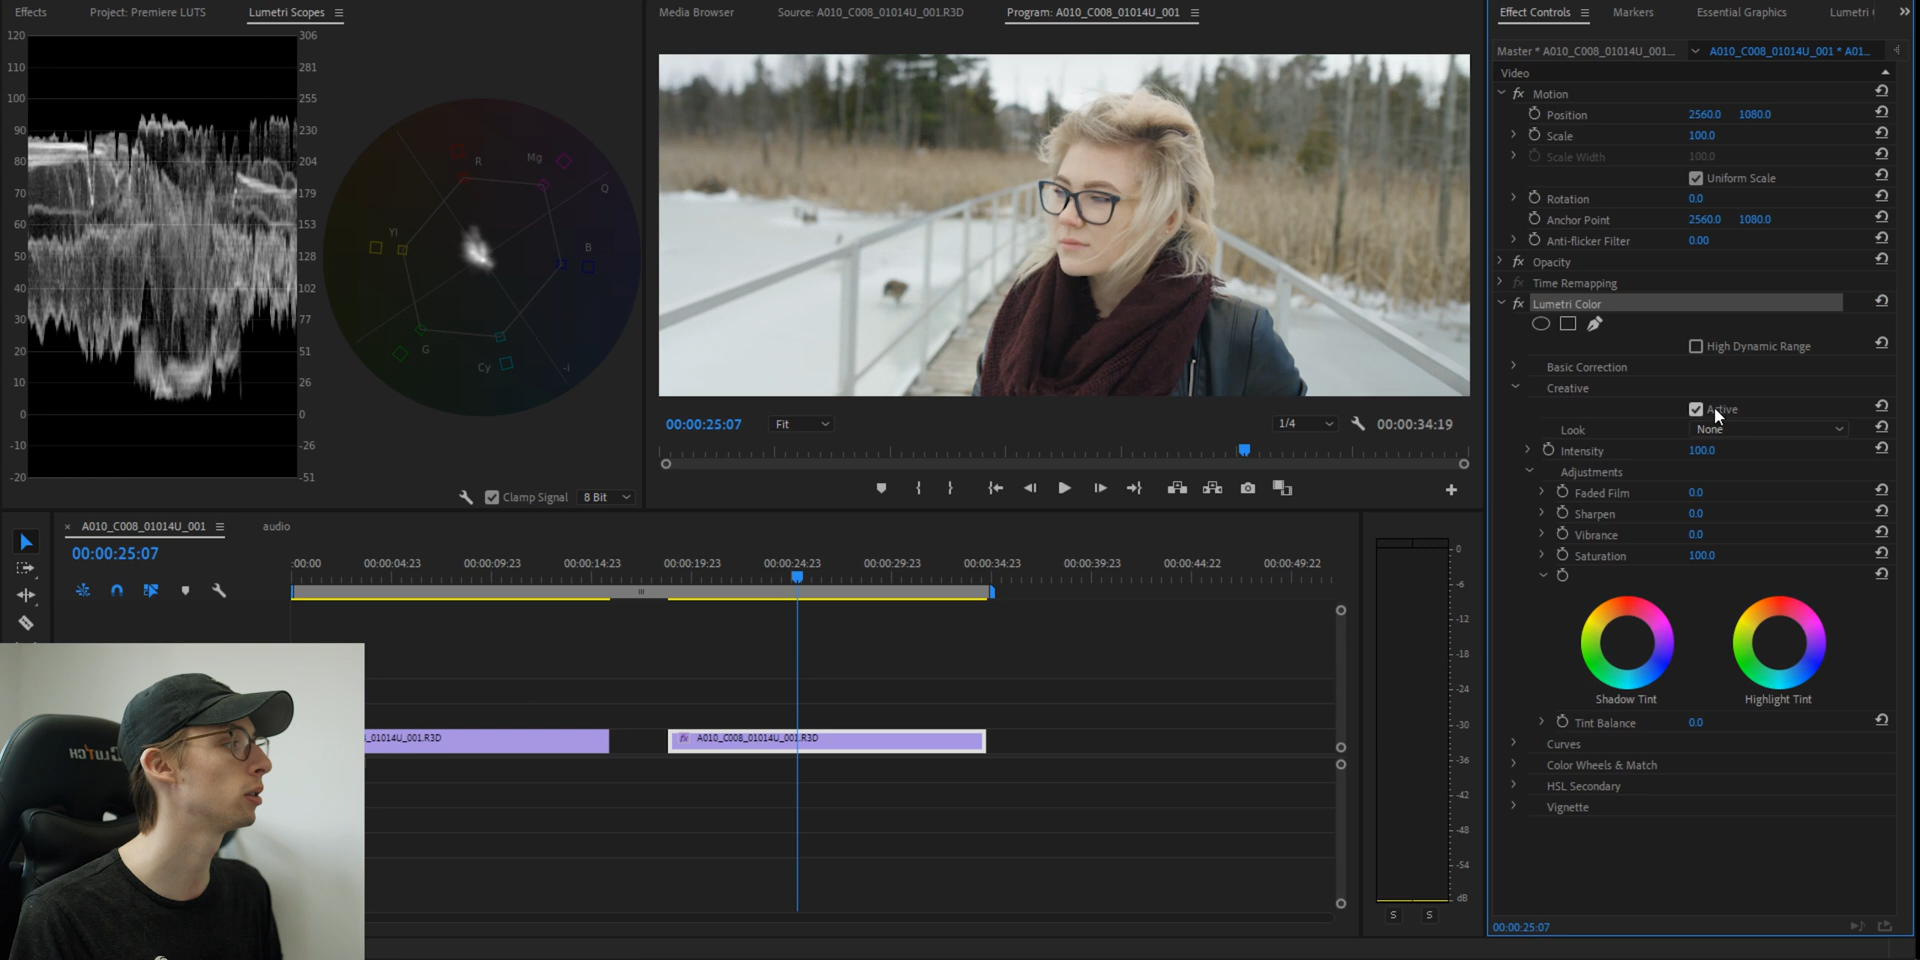 Effects
Project: Premiere LUTS
Lumetri Scopes
120
110
100
90
80
70
60
50
40
30
20
10
0
-10
-20
306
281
255
230
204
179
153
128
102
77
51
26
0
-26
-51
R
Mg
Q
B
Yl
G
Cy
-i
Clamp Signal
8 Bit
Media Browser
Source: A010_C008_01014U_001.R3D
Program: A010_C008_01014U_001
00:00:25:07
Fit
1/4
00:00:34:19
A010_C008_01014U_001
audio
00:00:25:07
:00:00
00:00:04:23
00:00:09:23
00:00:14:23
00:00:19:23
00:00:24:23
00:00:29:23
00:00:34:23
00:00:39:23
00:00:44:22
00:00:49:22
_01014U_001.R3D
fx A010_C008_01014U_001.R3D
0
-6
-12
-18
-24
-30
-36
-42
-48
-54
dB
S S
Effect Controls
Markers
Essential Graphics
Lumetri
Master * A010_C008_01014U_001...
A010_C008_01014U_001 * A01...
Video
fx Motion
Position 2560.0 1080.0
Scale 100.0
Scale Width 100.0
Uniform Scale
Rotation 0.0
Anchor Point 2560.0 1080.0
Anti-flicker Filter 0.00
fx Opacity
fx Time Remapping
fx Lumetri Color
High Dynamic Range
Basic Correction
Creative
Active
Look None
Intensity 100.0
Adjustments
Faded Film 0.0
Sharpen 0.0
Vibrance 0.0
Saturation 100.0
Shadow Tint
Highlight Tint
Tint Balance 0.0
Curves
Color Wheels & Match
HSL Secondary
Vignette
00:00:25:07